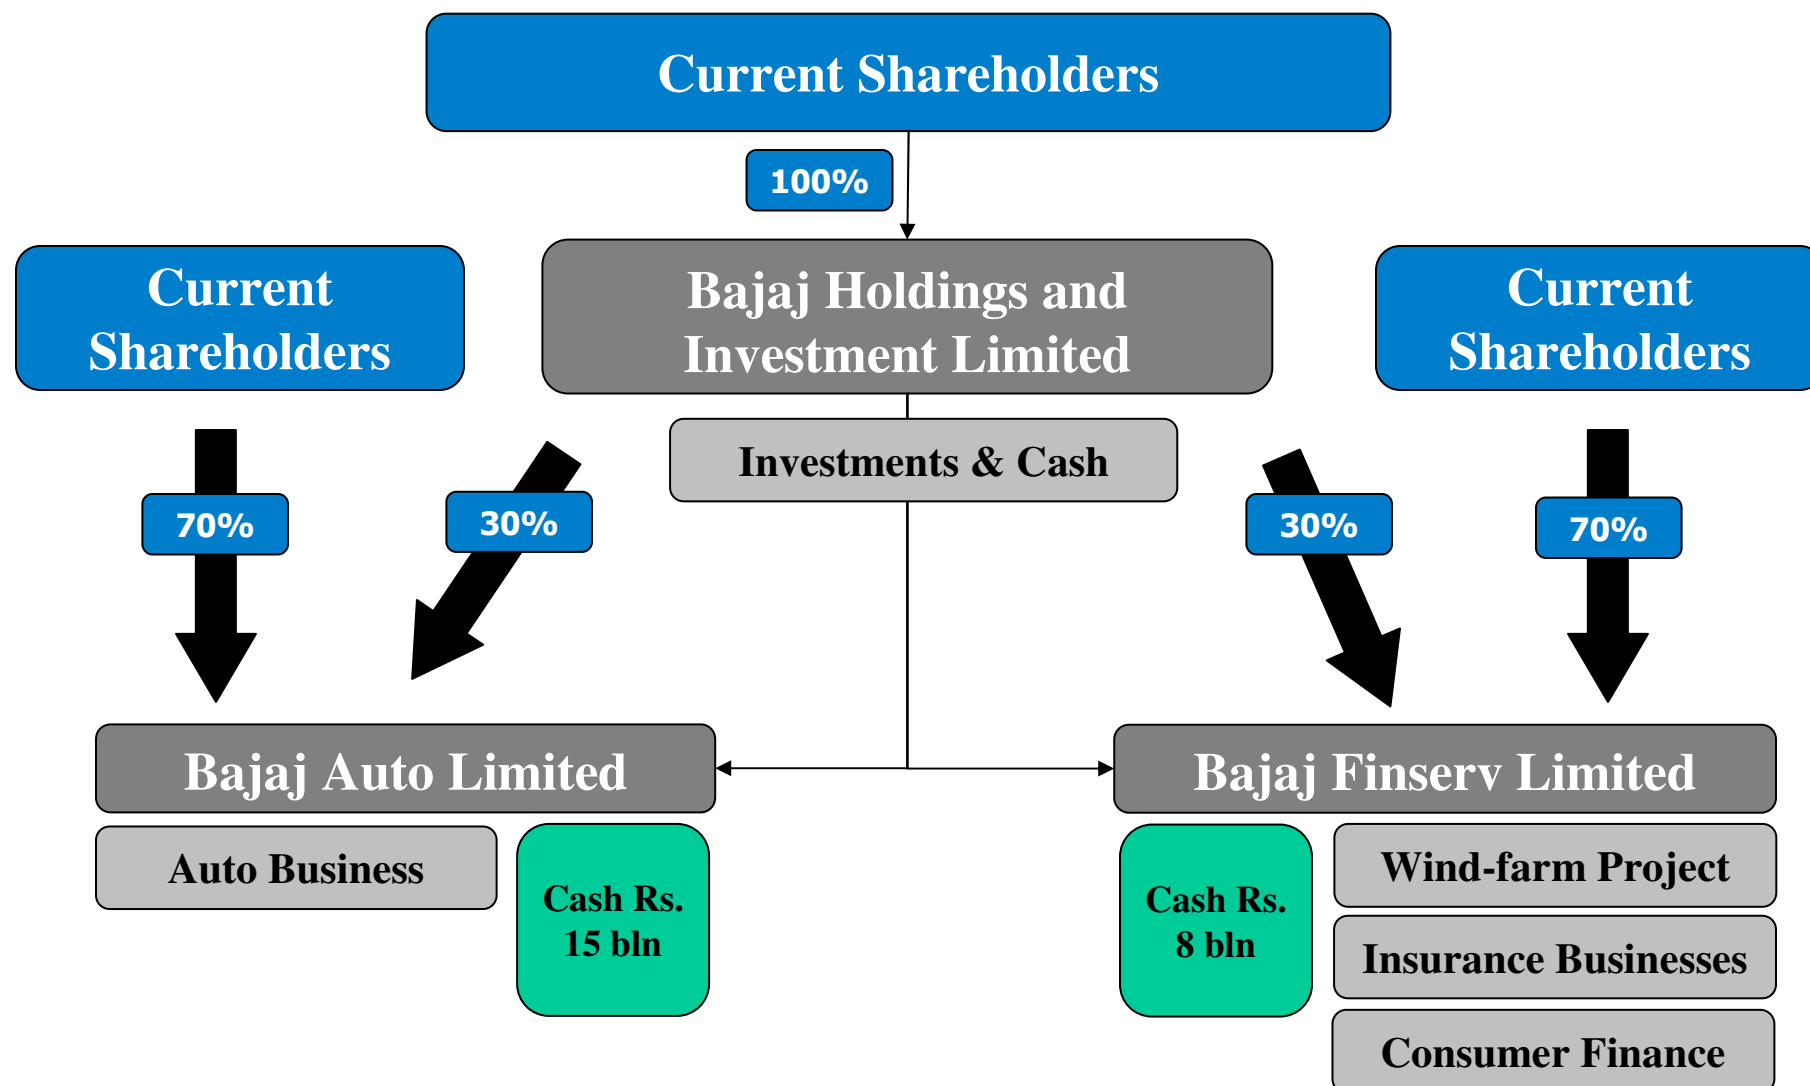 Current Shareholders
100%
Current
Shareholders
Bajaj Holdings and
Investment Limited
Current
Shareholders
Investments & Cash
70%
30%
30%
70%
Bajaj Auto Limited
Bajaj Finserv Limited
Auto Business
Cash Rs.
15 bln
Cash Rs.
8 bln
Wind-farm Project
Insurance Businesses
Consumer Finance